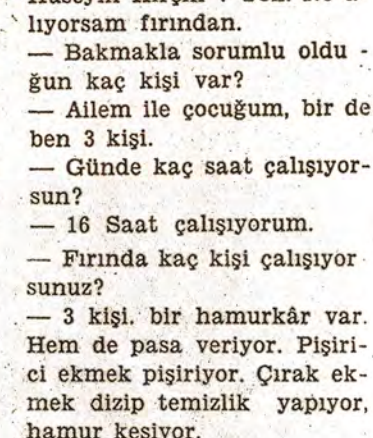 lıyorsam fırından.
— Bakmakla sorumlu oldu -
ğun kaç kişi var?
— Ailem ile çocuğum, bir de
ben 3 kişi.
— Günde kaç saat çalışıyor-
sun?
— 16 Saat çalışıyorum.
— Fırında kaç kişi çalışıyor
sunuz?
— 3 kişi. bir hamurkâr var.
Hem de pasa veriyor. Pişiri-
ci ekmek pişiriyor. Çırak ek-
mek dizip temizlik yapıyor,
hamur kesiyor.